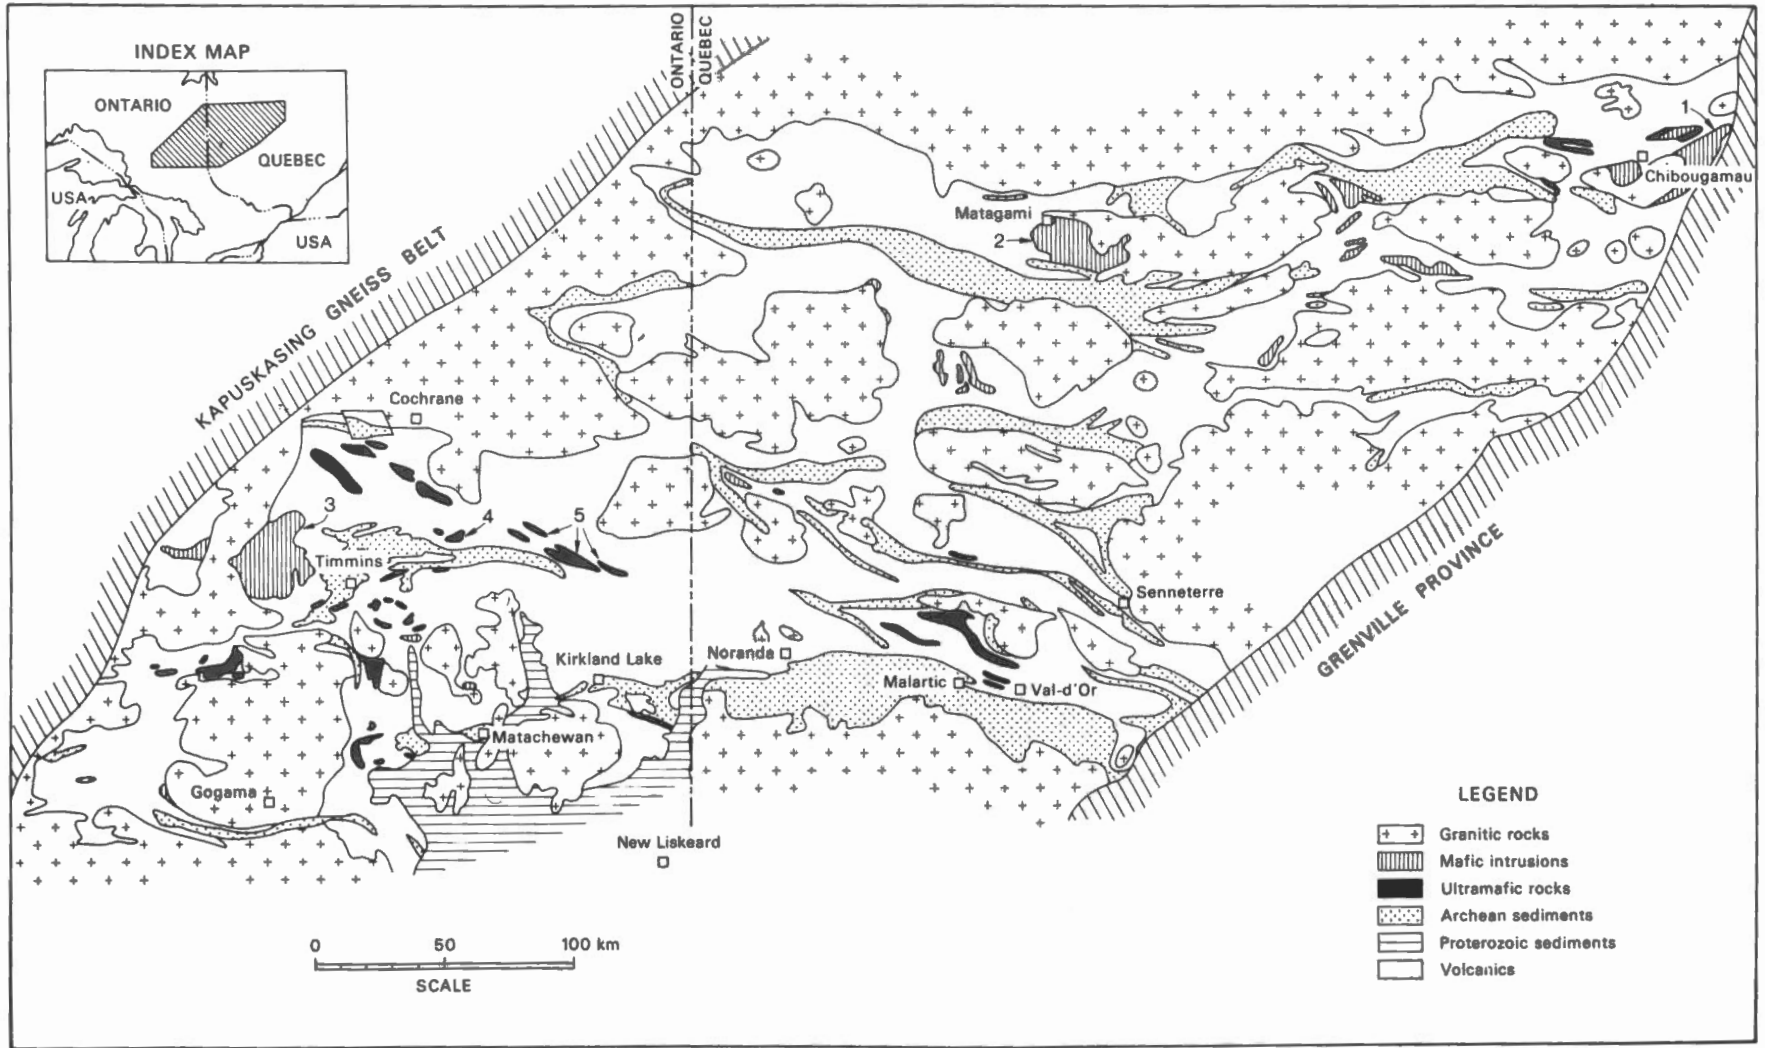 INDEX MAP
ONTARIO
QUEBEC
USA
USA
ONTARIO
QUEBEC
KAPUSKASING GNEISS BELT
GRENVILLE PROVINCE
1
Chibougamau
Matagami
2
Cochrane
3
4
5
Timmins
Senneterre
Kirkland Lake
Noranda
Malartic
Val-d'Or
Matachewan
Gogama
New Liskeard
0 50 100 km
SCALE
LEGEND
Granitic rocks
Mafic intrusions
Ultramafic rocks
Archean sediments
Proterozoic sediments
Volcanics